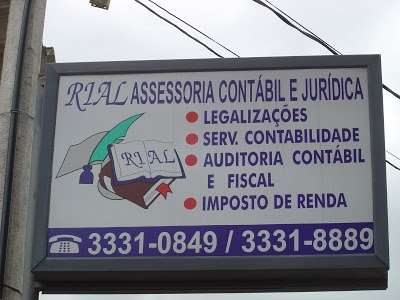 RIAL ASSESSORIA CONTÁBIL E JURÍDICA
LEGALIZAÇÕES
SERV. CONTABILIDADE
RIAL
AUDITORIA CONTÁBIL
E FISCAL
IMPOSTO DE RENDA
3331-0849 / 3331-8889